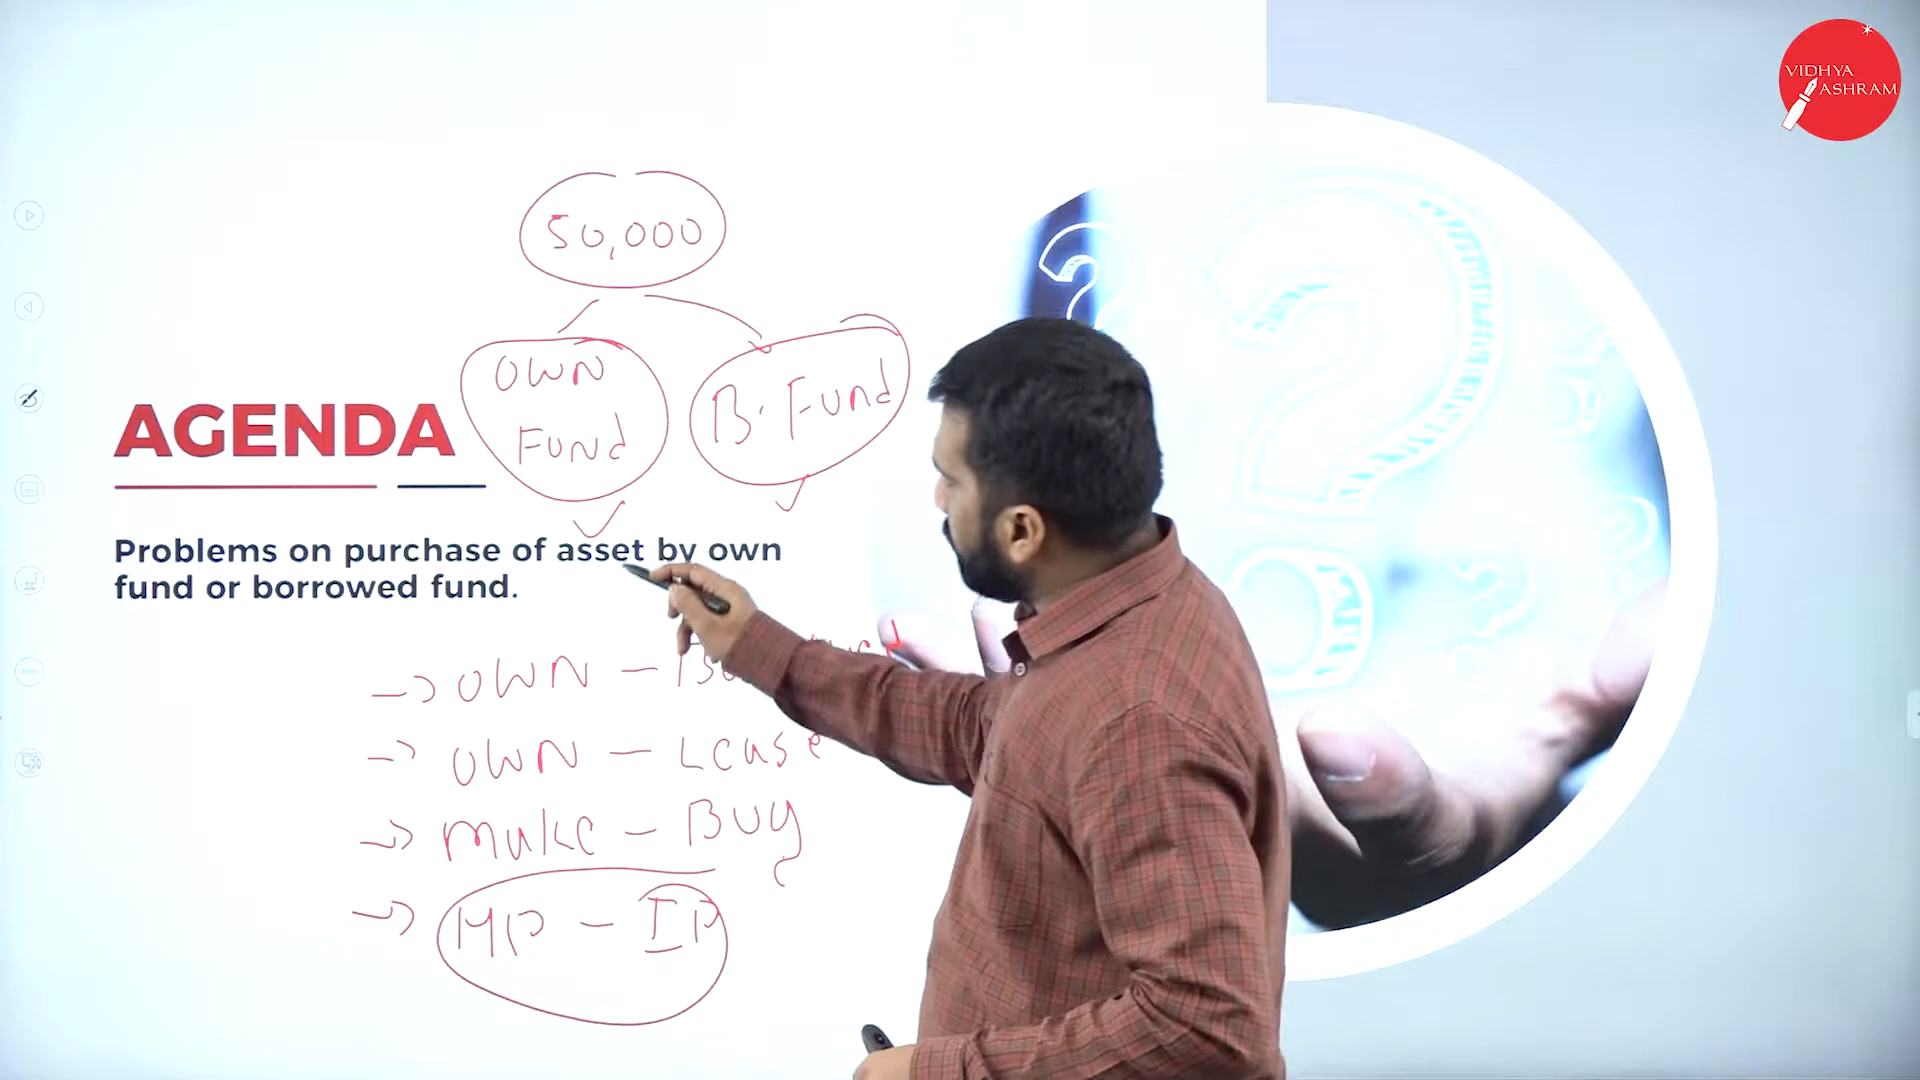 VIDHYA
ASHRAM
50,000
OWN
FUND
B. Fund
AGENDA
Problems on purchase of asset by own
fund or borrowed fund.
→ OWN –
→ OWN – Lease
→ Make – Buy
→ HP – IP